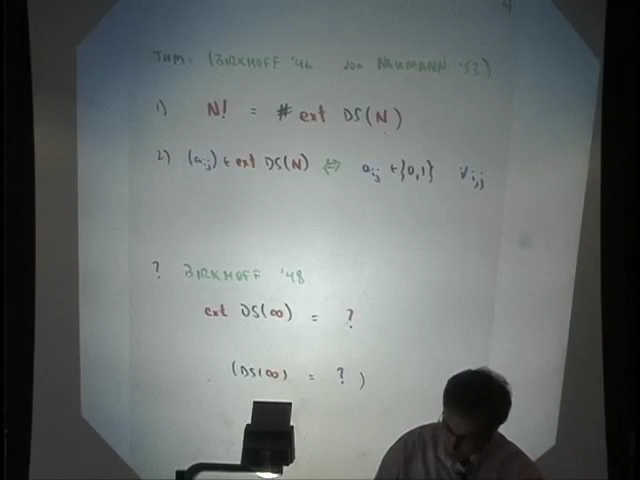 4
THM: (BIRKHOFF '46 von NEUMANN '53)
1) N! = # ext DS(N)
2) (aij) ∈ ext DS(N) ⇔ aij ∈ {0,1} ∀i,j
? BIRKHOFF '48
ext DS(∞) = ?
(DS(∞) = ?)